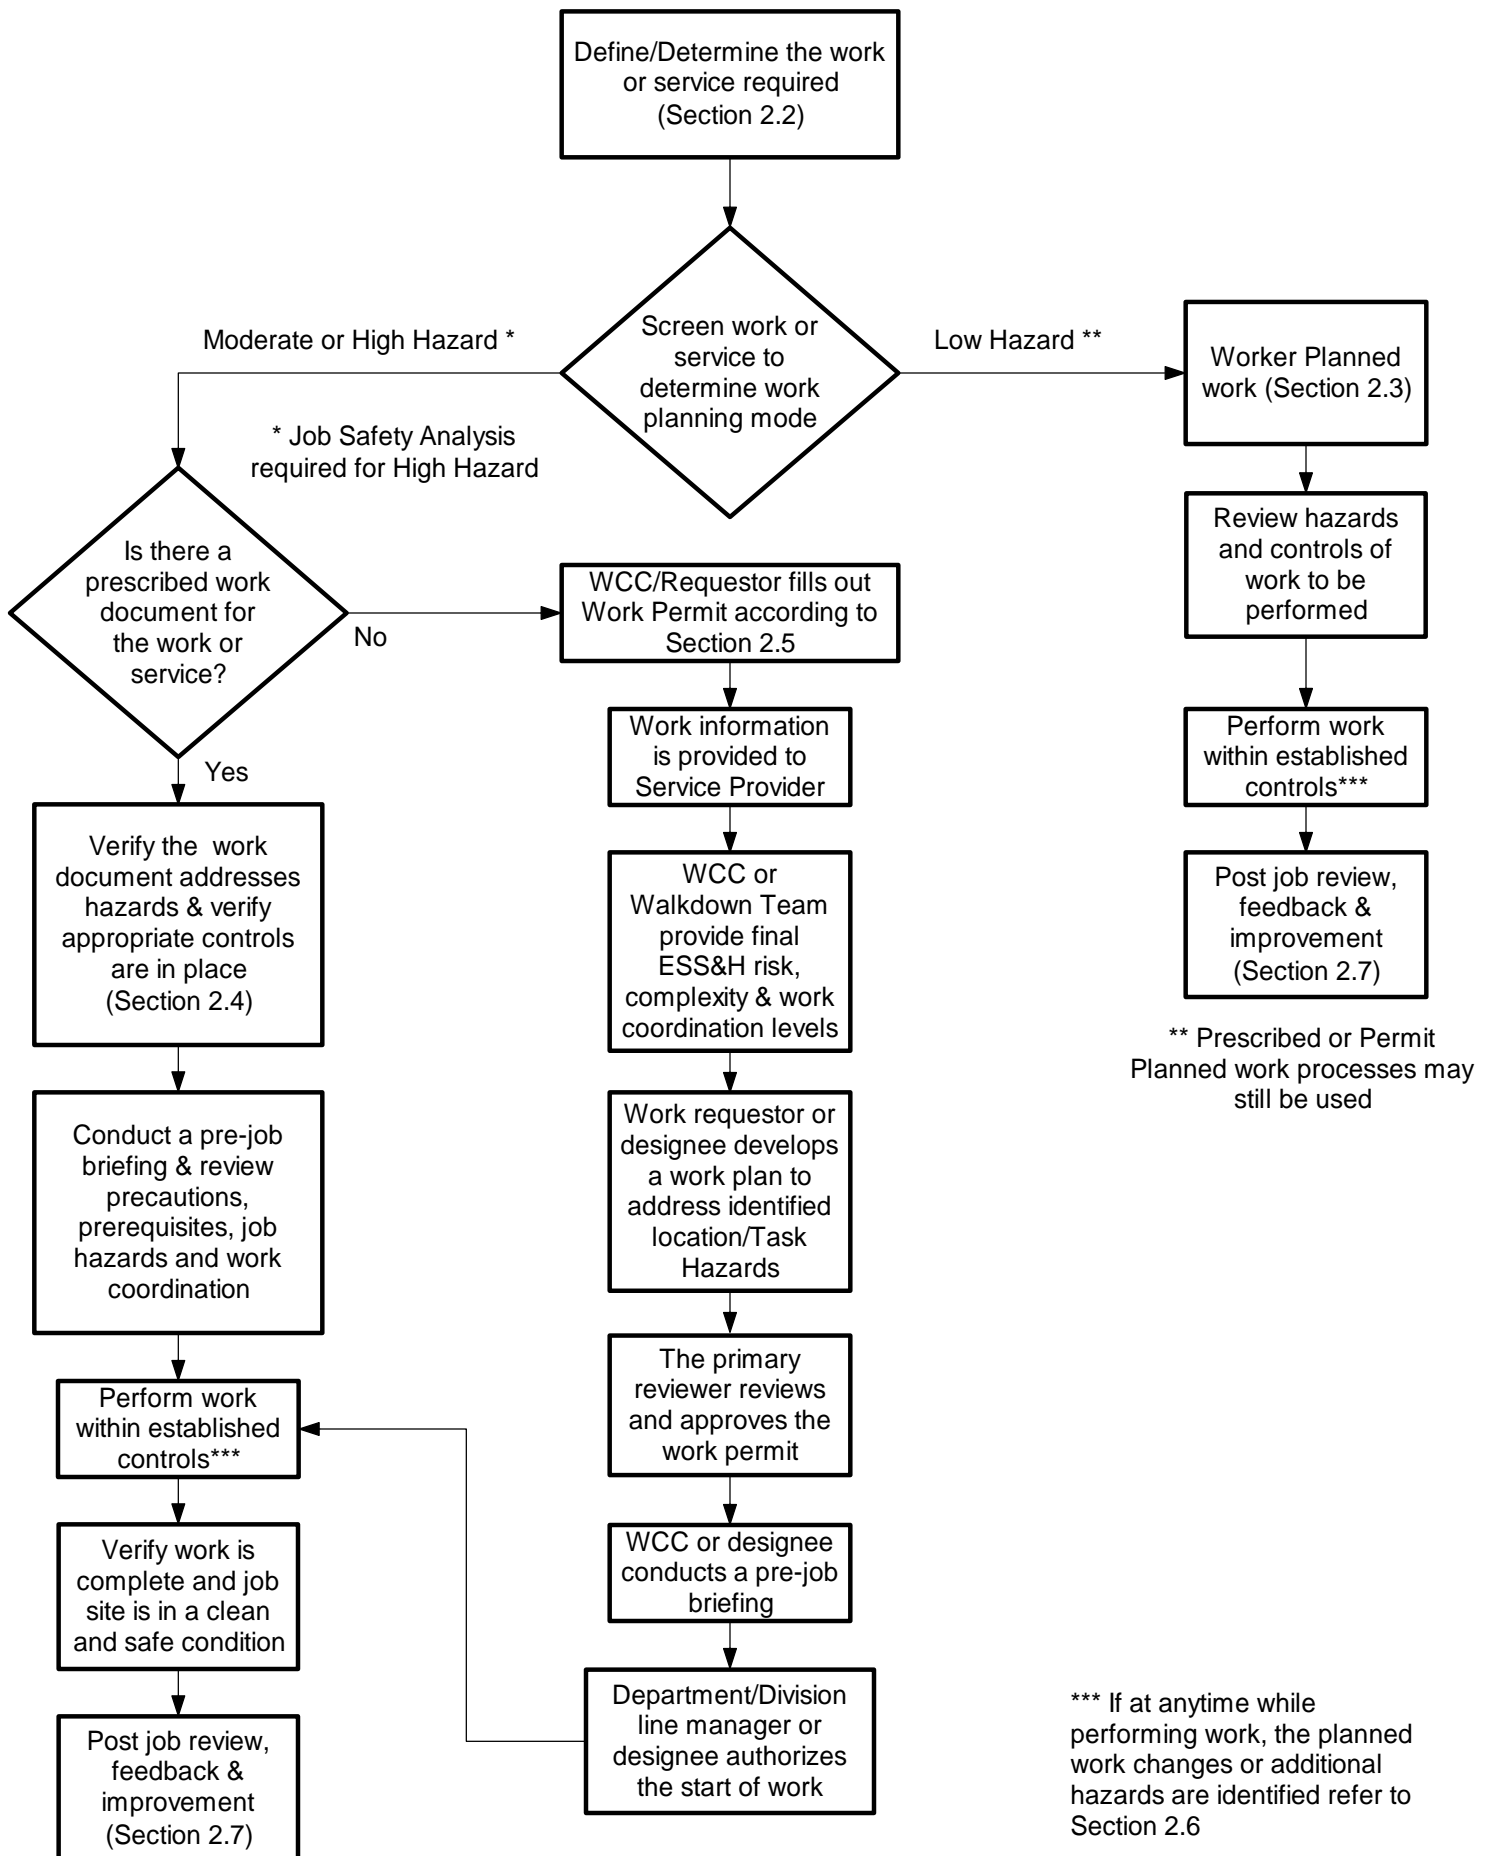 Define/Determine the work
or service required
(Section 2.2)
Screen work or
service to
determine work
planning mode
Moderate or High Hazard *
Low Hazard **
* Job Safety Analysis
required for High Hazard
Worker Planned
work (Section 2.3)
Review hazards
and controls of
work to be
performed
Perform work
within established
controls***
Post job review,
feedback &
improvement
(Section 2.7)
** Prescribed or Permit
Planned work processes may
still be used
Is there a
prescribed work
document for
the work or
service?
No
Yes
WCC/Requestor fills out
Work Permit according to
Section 2.5
Work information
is provided to
Service Provider
WCC or
Walkdown Team
provide final
ESS&H risk,
complexity & work
coordination levels
Work requestor or
designee develops
a work plan to
address identified
location/Task
Hazards
The primary
reviewer reviews
and approves the
work permit
WCC or designee
conducts a pre-job
briefing
Department/Division
line manager or
designee authorizes
the start of work
Verify the  work
document addresses
hazards & verify
appropriate controls
are in place
(Section 2.4)
Conduct a pre-job
briefing & review
precautions,
prerequisites, job
hazards and work
coordination
Perform work
within established
controls***
Verify work is
complete and job
site is in a clean
and safe condition
Post job review,
feedback &
improvement
(Section 2.7)
*** If at anytime while
performing work, the planned
work changes or additional
hazards are identified refer to
Section 2.6